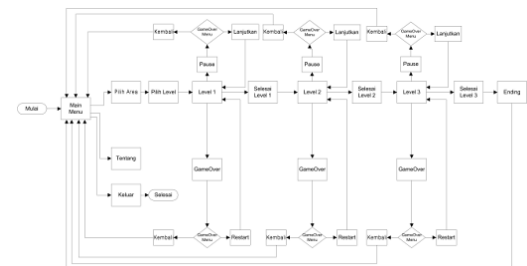 Kembali
GameOver
Menu
Lanjutkan
Kembali
GameOver
Menu
Lanjutkan
Kembali
GameOver
Menu
Lanjutkan
Pause
Pause
Pause
Mulai
Main
Menu
Pilih Area
Pilih Level
Level 1
Selesai
Level 1
Level 2
Selesai
Level 2
Level 3
Selesai
Level 3
Ending
Tentang
GameOver
GameOver
GameOver
Keluar
Selesai
Kembali
GameOver
Menu
Restart
Kembali
GameOver
Menu
Restart
Kembali
GameOver
Menu
Restart